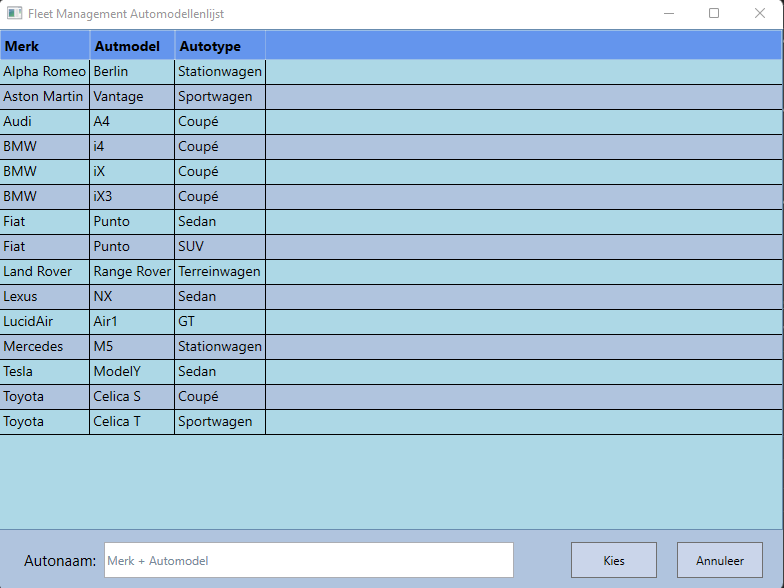 Fleet Management Automodellenlijst
Merk Autmodel Autotype
Alpha Romeo Berlin Stationwagen
Aston Martin Vantage Sportwagen
Audi A4 Coupé
BMW i4 Coupé
BMW iX Coupé
BMW iX3 Coupé
Fiat Punto Sedan
Fiat Punto SUV
Land Rover Range Rover Terreinwagen
Lexus NX Sedan
LucidAir Air1 GT
Mercedes M5 Stationwagen
Tesla ModelY Sedan
Toyota Celica S Coupé
Toyota Celica T Sportwagen
Autonaam: Merk + Automodel Kies Annuleer